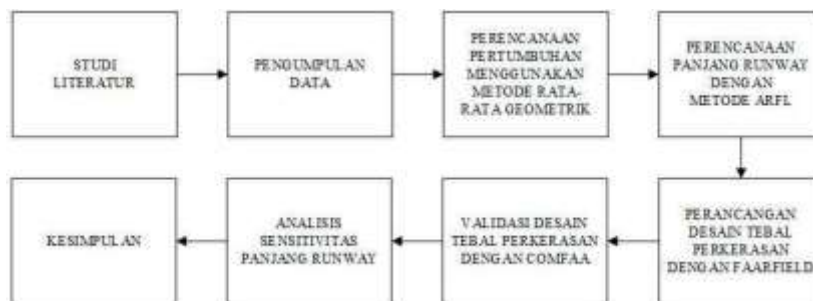 STUDI
LITERATUR
PENGUMPULAN
DATA
PERENCANAAN
PERTUMBUHAN
MENGGUNAKAN
METODE RATA-
RATA GEOMETRIK
PERENCANAAN
PANJANG RUNWAY
DENGAN
METODE ARFL
PERANCANGAN
DESAIN TEBAL
PERKERASAN
DENGAN FAARFIELD
VALIDASI DESAIN
TEBAL PERKERASAN
DENGAN COMFAA
ANALISIS
SENSITIVITAS
PANJANG RUNWAY
KESIMPULAN